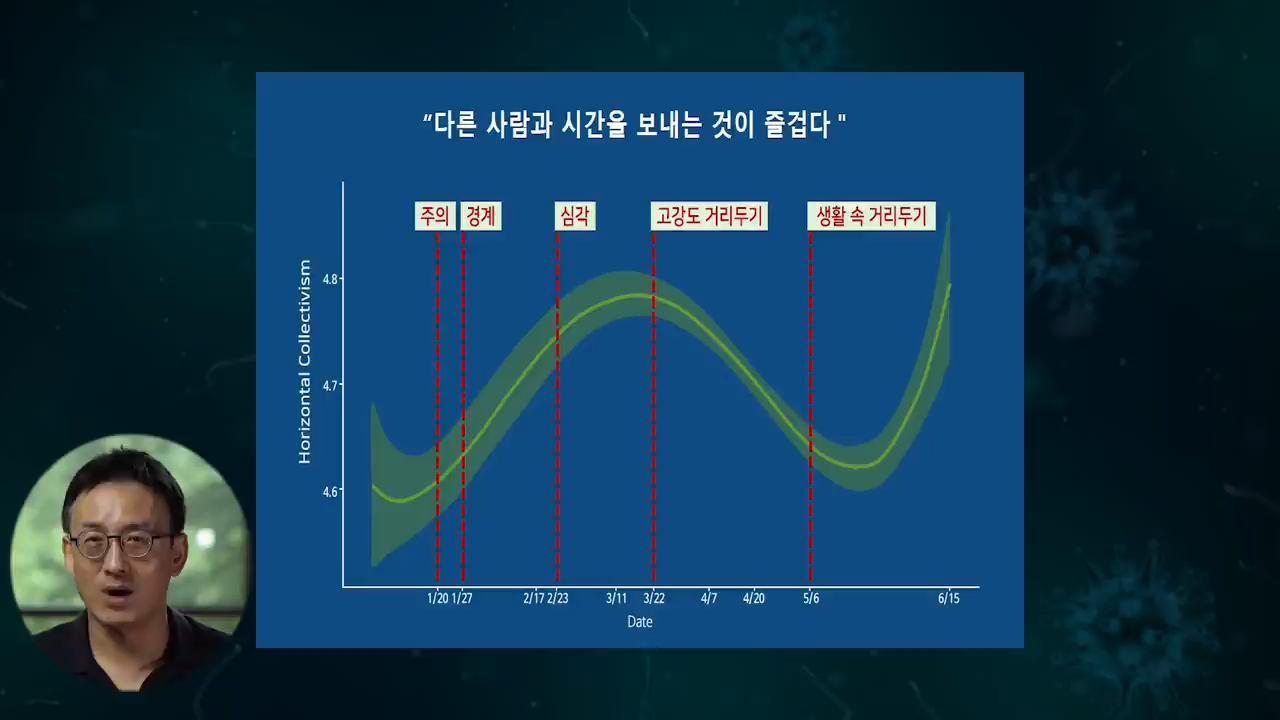 “다른 사람과 시간을 보내는 것이 즐겁다 "
주의 경계 심각 고강도 거리두기 생활 속 거리두기
Horizontal Collectivism
4.8
4.7
4.6
1/20 1/27 2/17 2/23 3/11 3/22 4/7 4/20 5/6 6/15
Date